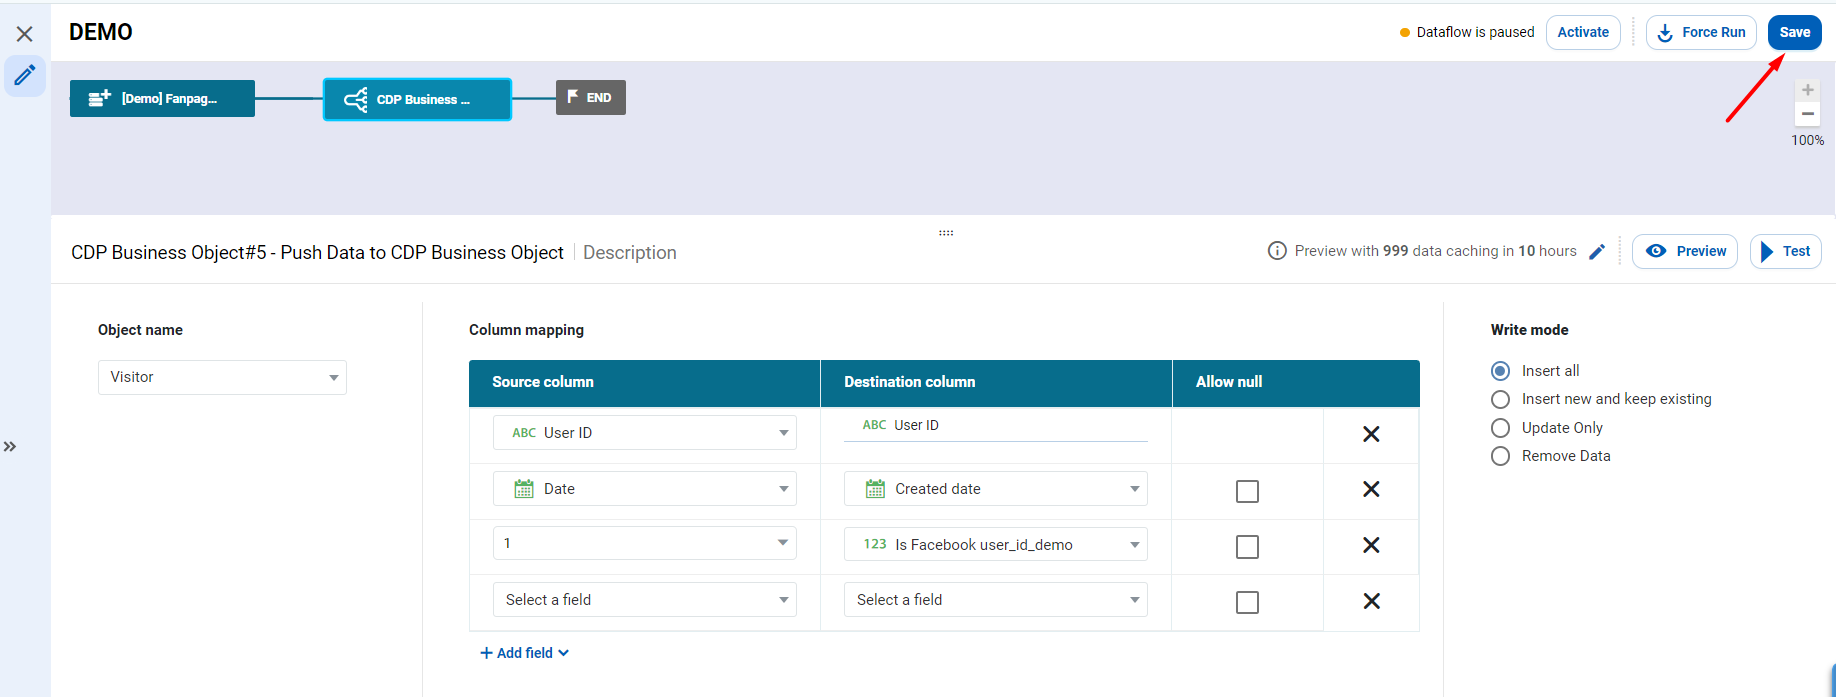 DEMO
Dataflow is paused
Activate
Force Run
Save
[Demo] Fanpag...
CDP Business ...
END
100%
CDP Business Object#5 - Push Data to CDP Business Object
Description
Preview with 999 data caching in 10 hours
Preview
Test
Object name
Visitor
Column mapping
Source column
Destination column
Allow null
ABC User ID
ABC User ID
Date
Created date
1
123 Is Facebook user_id_demo
Select a field
Select a field
+ Add field
Write mode
Insert all
Insert new and keep existing
Update Only
Remove Data